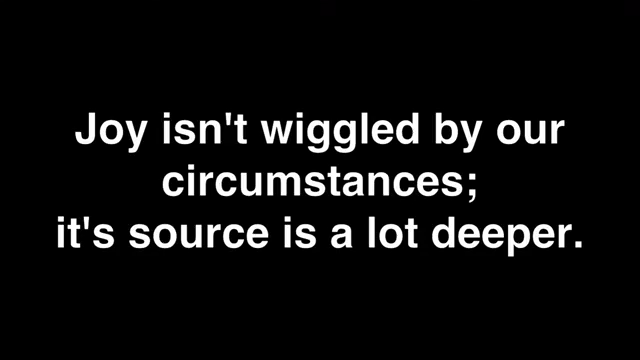 Joy isn't wiggled by our
circumstances;
it's source is a lot deeper.